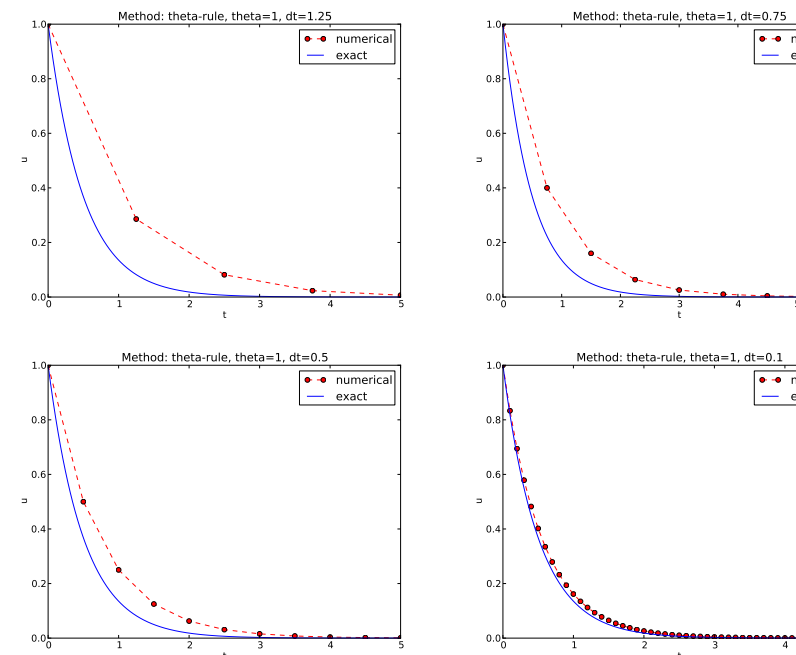 Method: theta-rule, theta=1, dt=1.25
1.0
0.8
0.6
0.4
0.2
0.0
0 1 2 3 4 5
u
t
numerical
exact
Method: theta-rule, theta=1, dt=0.75
1.0
0.8
0.6
0.4
0.2
0.0
0 1 2 3 4
u
t
Method: theta-rule, theta=1, dt=0.5
1.0
0.8
0.6
0.4
0.2
0.0
0 1 2 3 4 5
u
t
numerical
exact
Method: theta-rule, theta=1, dt=0.1
1.0
0.8
0.6
0.4
0.2
0.0
0 1 2 3 4
u
t